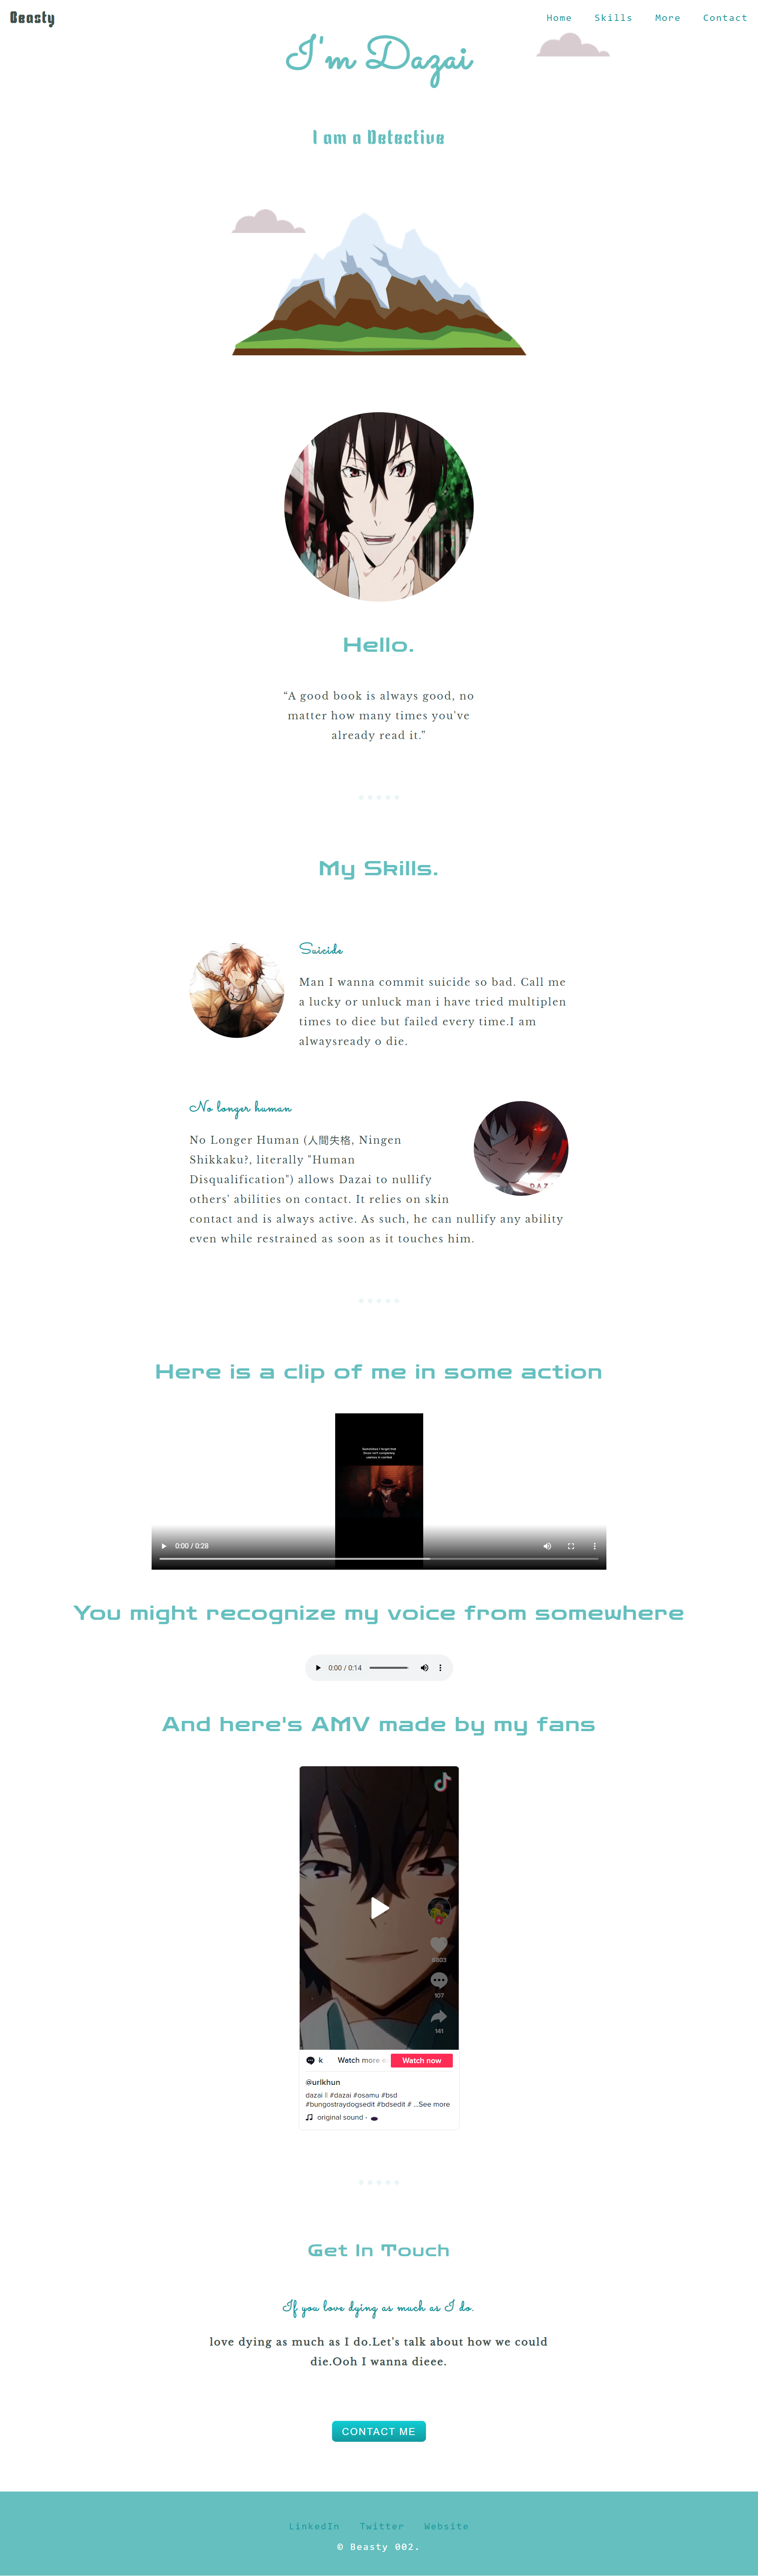 Beasty
Home Skills More Contact
I'm Dazai
I am a Detective
Hello.
“A good book is always good, no
matter how many times you've
already read it.”
My Skills.
Suicide
Man I wanna commit suicide so bad. Call me
a lucky or unluck man i have tried multiplen
times to diee but failed every time.I am
alwaysready o die.
No longer human
No Longer Human (人間失格, Ningen
Shikkaku?, literally "Human
Disqualification") allows Dazai to nullify
others' abilities on contact. It relies on skin
contact and is always active. As such, he can nullify any ability
even while restrained as soon as it touches him.
Here is a clip of me in some action
Sometimes I forget that
0:00 / 0:28
You might recognize my voice from somewhere
0:00 / 0:14
And here's AMV made by my fans
6803
107
141
k Watch more
Watch now
@urlkhun
dazai || #dazai #osamu #bsd
#bungostraydogsedit #bdsedit # ...See more
original sound -
Get In Touch
If you love dying as much as I do.
love dying as much as I do.Let's talk about how we could
die.Ooh I wanna dieee.
CONTACT ME
LinkedIn Twitter Website
© Beasty 002.